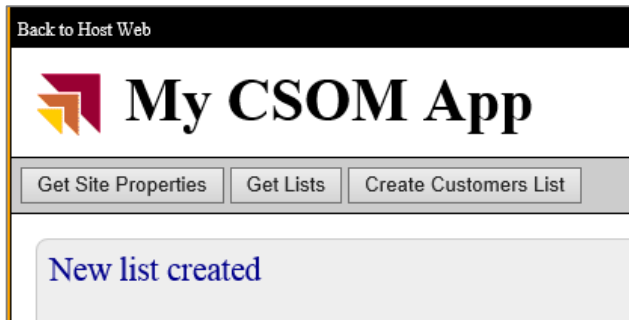 Back to Host Web
My CSOM App
Get Site Properties Get Lists Create Customers List
New list created